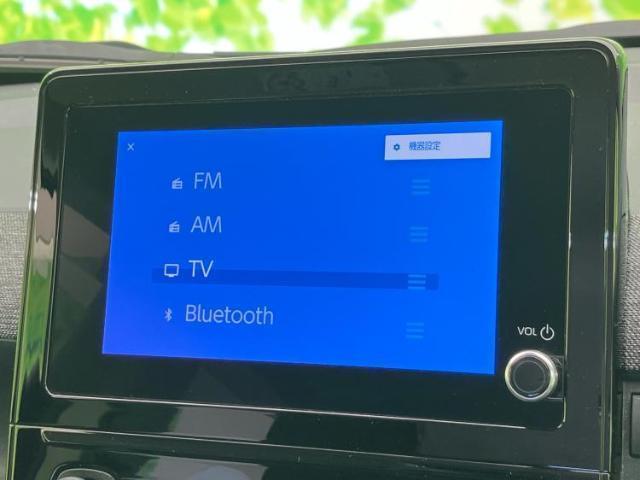 機器設定
FM
AM
TV
Bluetooth
VOL